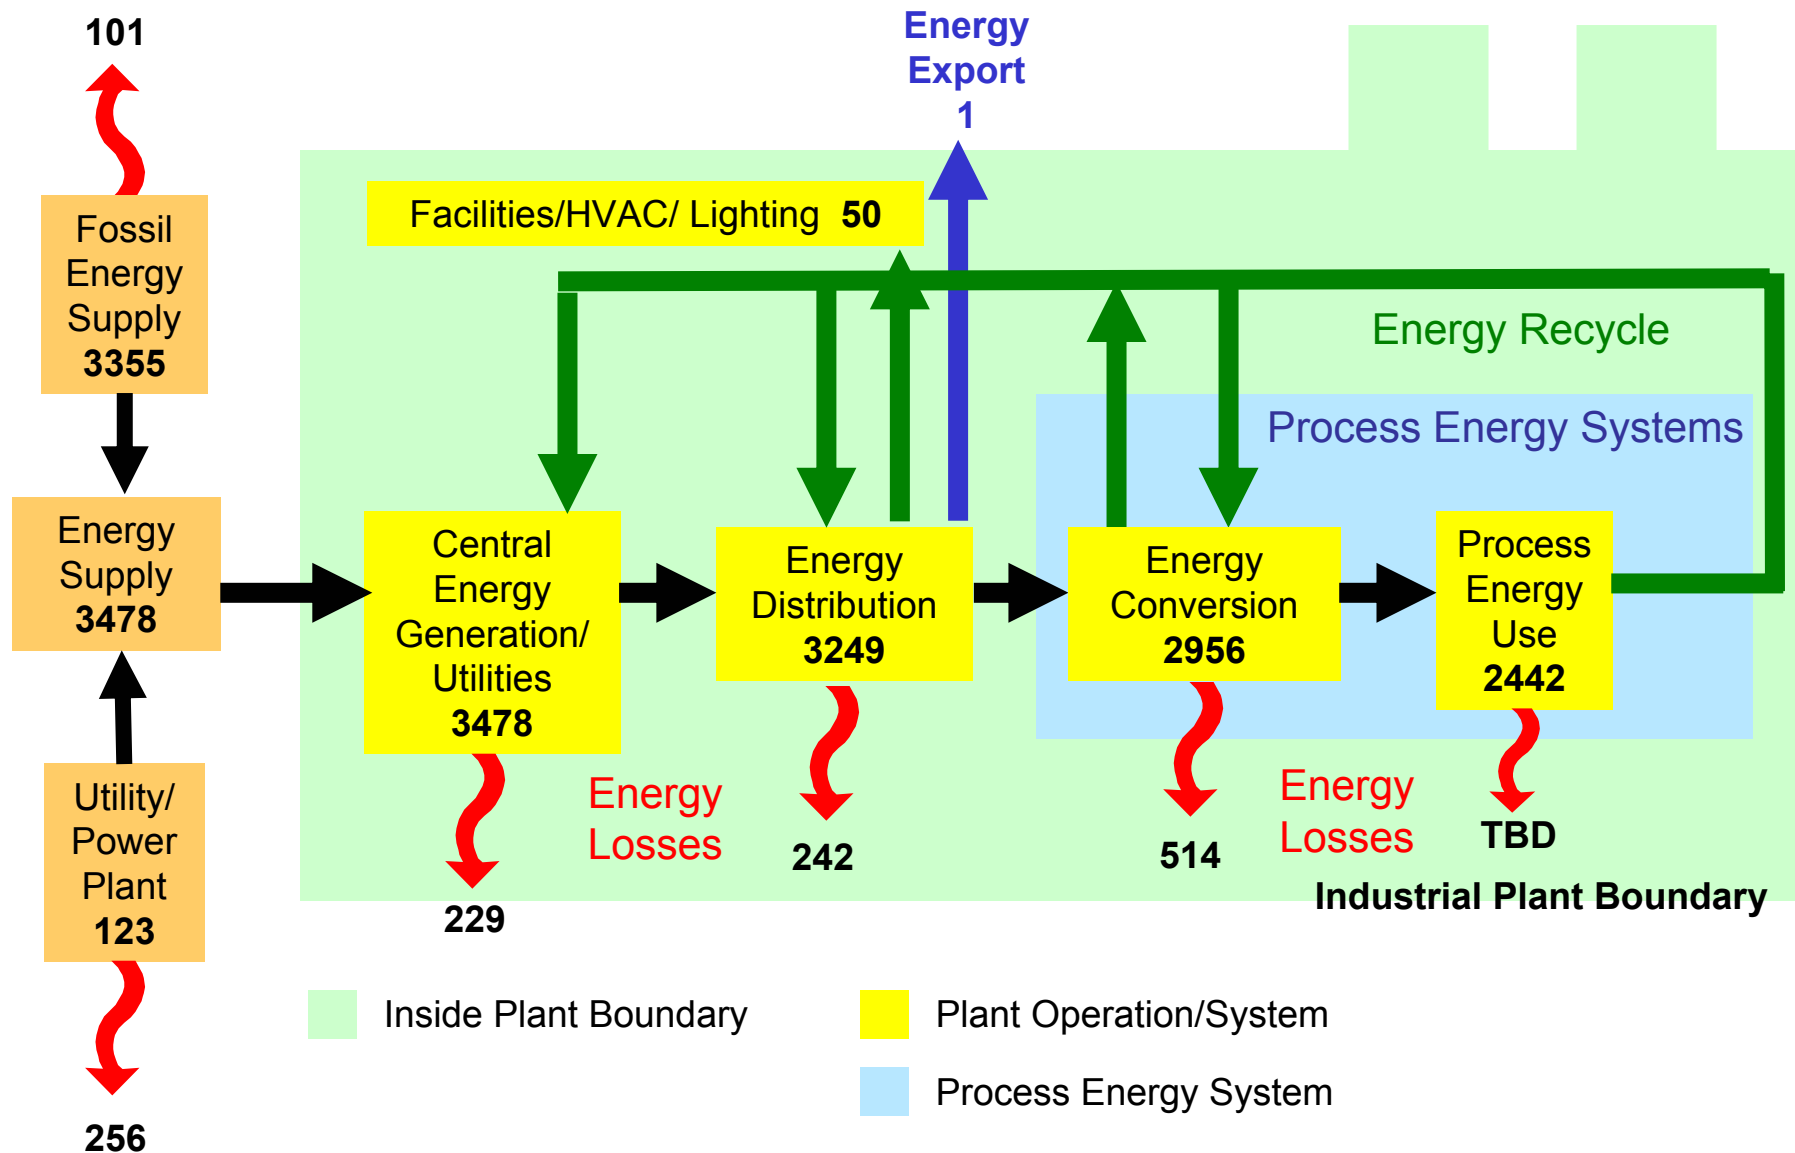 101
Energy
Export
1
Fossil
Energy
Supply
3355
Facilities/HVAC/ Lighting 50
Energy Recycle
Process Energy Systems
Energy
Supply
3478
Central
Energy
Generation/
Utilities
3478
Energy
Distribution
3249
Energy
Conversion
2956
Process
Energy
Use
2442
Utility/
Power
Plant
123
Energy
Losses
229
242
514
Energy
Losses
TBD
Industrial Plant Boundary
256
Inside Plant Boundary
Plant Operation/System
Process Energy System